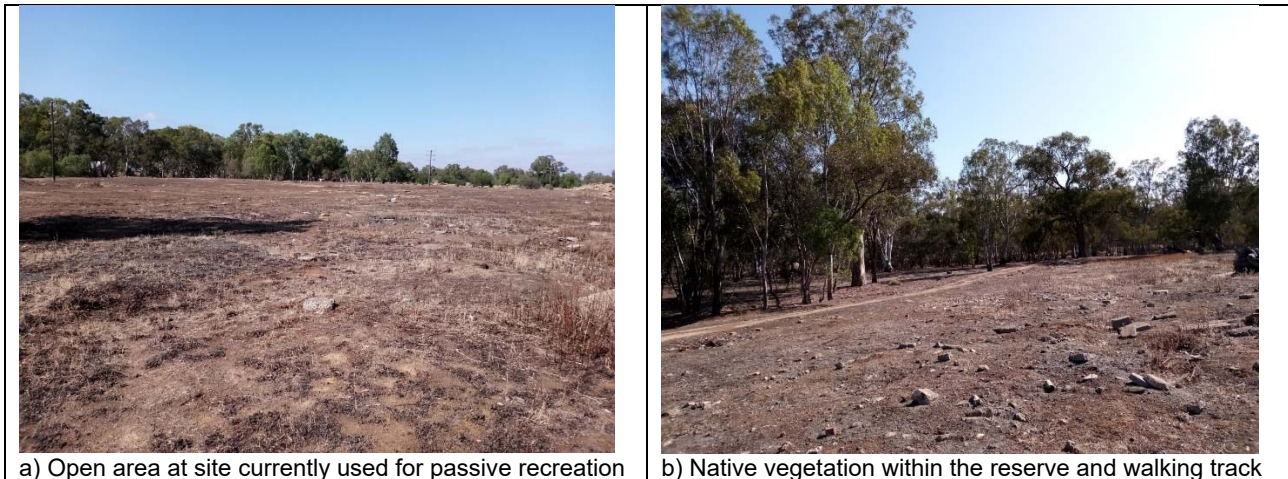 a) Open area at site currently used for passive recreation
b) Native vegetation within the reserve and walking track